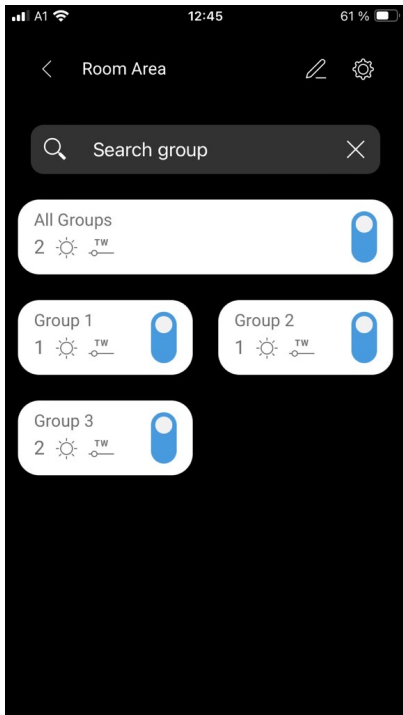 A1 12:45 61 %
Room Area
Search group
All Groups
2 TW
Group 1
1 TW
Group 2
1 TW
Group 3
2 TW